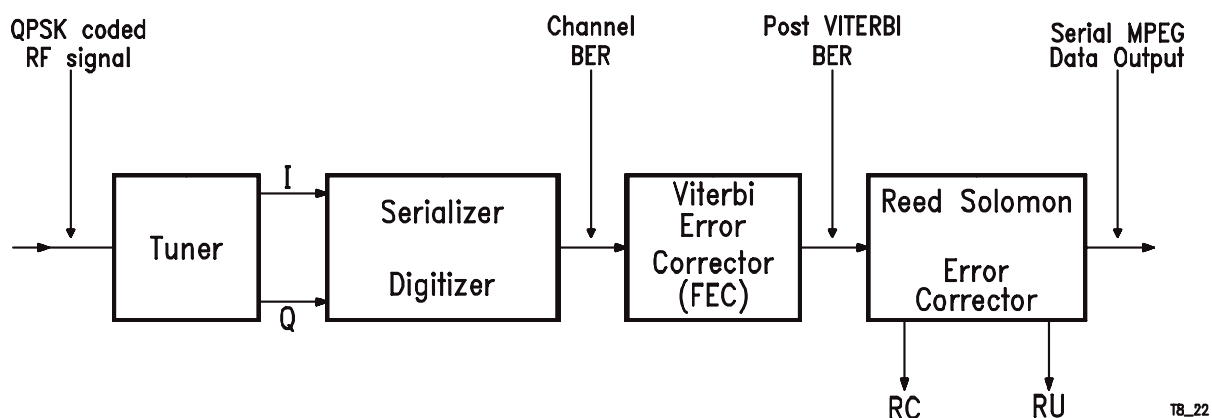 QPSK coded
RF signal
Channel
BER
Post VITERBI
BER
Serial MPEG
Data Output
Tuner
I
Q
Serializer
Digitizer
Viterbi
Error
Corrector
(FEC)
Reed Solomon
Error
Corrector
RC
RU
T8_22